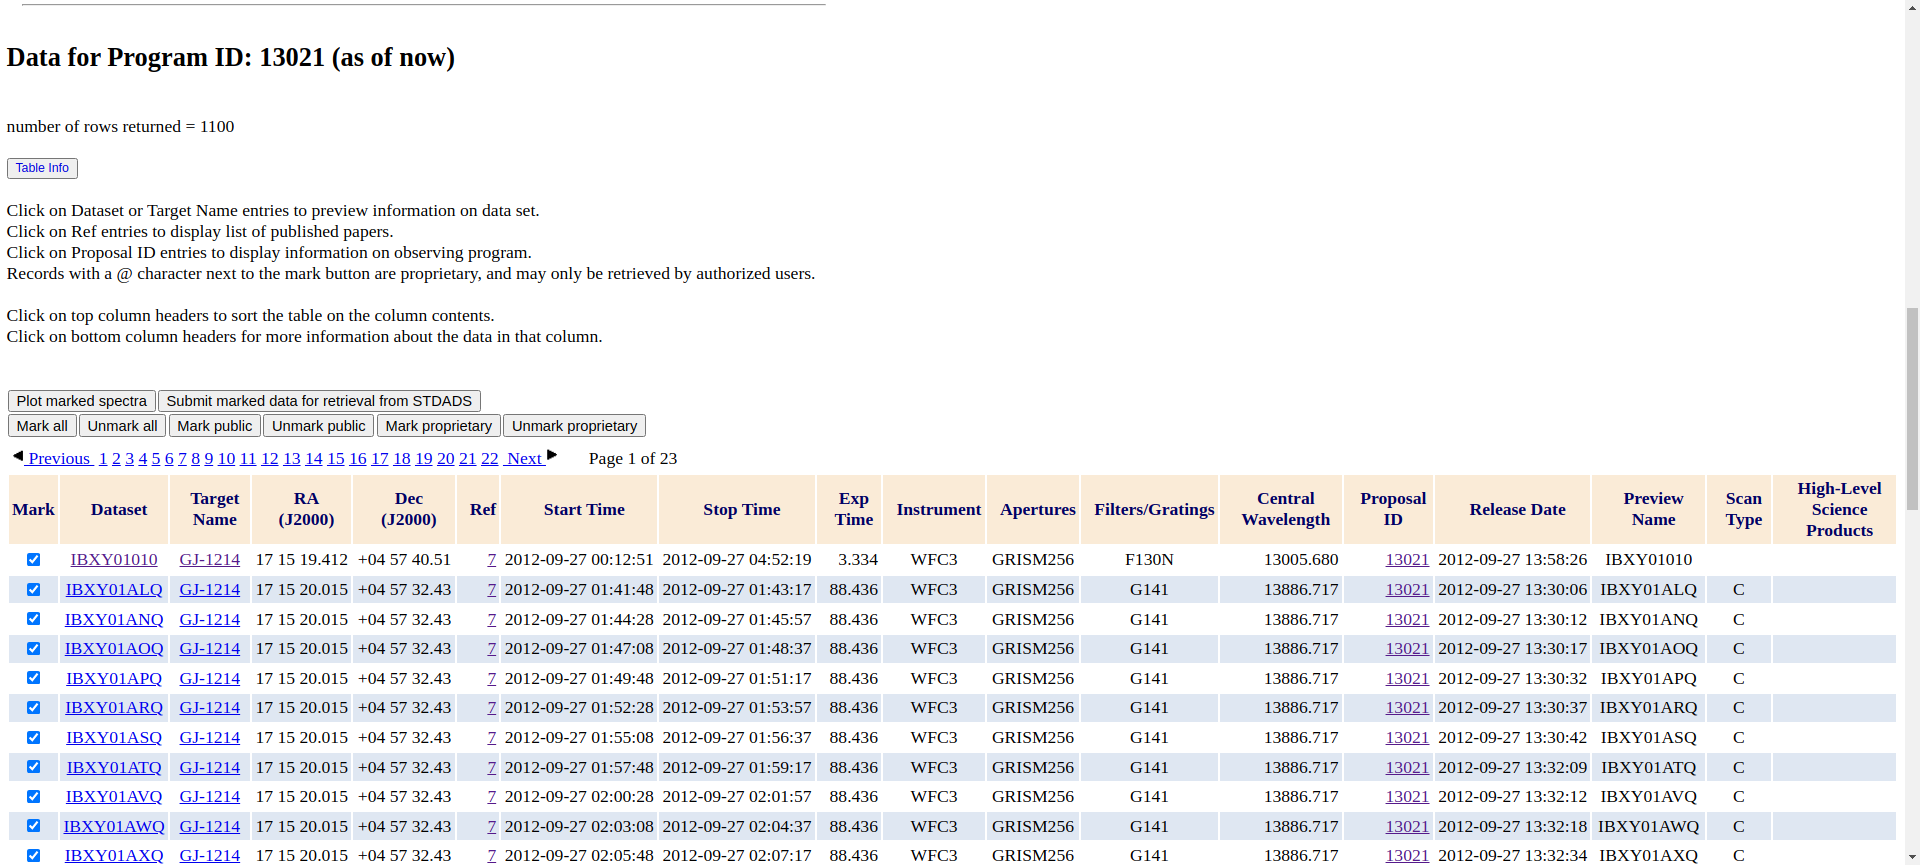 Data for Program ID: 13021 (as of now)
number of rows returned = 1100
Table Info
Click on Dataset or Target Name entries to preview information on data set.
Click on Ref entries to display list of published papers.
Click on Proposal ID entries to display information on observing program.
Records with a @ character next to the mark button are proprietary, and may only be retrieved by authorized users.
Click on top column headers to sort the table on the column contents.
Click on bottom column headers for more information about the data in that column.
Plot marked spectra Submit marked data for retrieval from STDADS
Mark all Unmark all Mark public Unmark public Mark proprietary Unmark proprietary
Previous 1 2 3 4 5 6 7 8 9 10 11 12 13 14 15 16 17 18 19 20 21 22 Next Page 1 of 23
Mark Dataset Target Name RA (J2000) Dec (J2000) Ref Start Time Stop Time Exp Time Instrument Apertures Filters/Gratings Central Wavelength Proposal ID Release Date Preview Name Scan Type High-Level Science Products
IBXY01010 GJ-1214 17 15 19.412 +04 57 40.51 7 2012-09-27 00:12:51 2012-09-27 04:52:19 3.334 WFC3 GRISM256 F130N 13005.680 13021 2012-09-27 13:58:26 IBXY01010
IBXY01ALQ GJ-1214 17 15 20.015 +04 57 32.43 7 2012-09-27 01:41:48 2012-09-27 01:43:17 88.436 WFC3 GRISM256 G141 13886.717 13021 2012-09-27 13:30:06 IBXY01ALQ C
IBXY01ANQ GJ-1214 17 15 20.015 +04 57 32.43 7 2012-09-27 01:44:28 2012-09-27 01:45:57 88.436 WFC3 GRISM256 G141 13886.717 13021 2012-09-27 13:30:12 IBXY01ANQ C
IBXY01AOQ GJ-1214 17 15 20.015 +04 57 32.43 7 2012-09-27 01:47:08 2012-09-27 01:48:37 88.436 WFC3 GRISM256 G141 13886.717 13021 2012-09-27 13:30:17 IBXY01AOQ C
IBXY01APQ GJ-1214 17 15 20.015 +04 57 32.43 7 2012-09-27 01:49:48 2012-09-27 01:51:17 88.436 WFC3 GRISM256 G141 13886.717 13021 2012-09-27 13:30:32 IBXY01APQ C
IBXY01ARQ GJ-1214 17 15 20.015 +04 57 32.43 7 2012-09-27 01:52:28 2012-09-27 01:53:57 88.436 WFC3 GRISM256 G141 13886.717 13021 2012-09-27 13:30:37 IBXY01ARQ C
IBXY01ASQ GJ-1214 17 15 20.015 +04 57 32.43 7 2012-09-27 01:55:08 2012-09-27 01:56:37 88.436 WFC3 GRISM256 G141 13886.717 13021 2012-09-27 13:30:42 IBXY01ASQ C
IBXY01ATQ GJ-1214 17 15 20.015 +04 57 32.43 7 2012-09-27 01:57:48 2012-09-27 01:59:17 88.436 WFC3 GRISM256 G141 13886.717 13021 2012-09-27 13:32:09 IBXY01ATQ C
IBXY01AVQ GJ-1214 17 15 20.015 +04 57 32.43 7 2012-09-27 02:00:28 2012-09-27 02:01:57 88.436 WFC3 GRISM256 G141 13886.717 13021 2012-09-27 13:32:12 IBXY01AVQ C
IBXY01AWQ GJ-1214 17 15 20.015 +04 57 32.43 7 2012-09-27 02:03:08 2012-09-27 02:04:37 88.436 WFC3 GRISM256 G141 13886.717 13021 2012-09-27 13:32:18 IBXY01AWQ C
IBXY01AXQ GJ-1214 17 15 20.015 +04 57 32.43 7 2012-09-27 02:05:48 2012-09-27 02:07:17 88.436 WFC3 GRISM256 G141 13886.717 13021 2012-09-27 13:32:34 IBXY01AXQ C